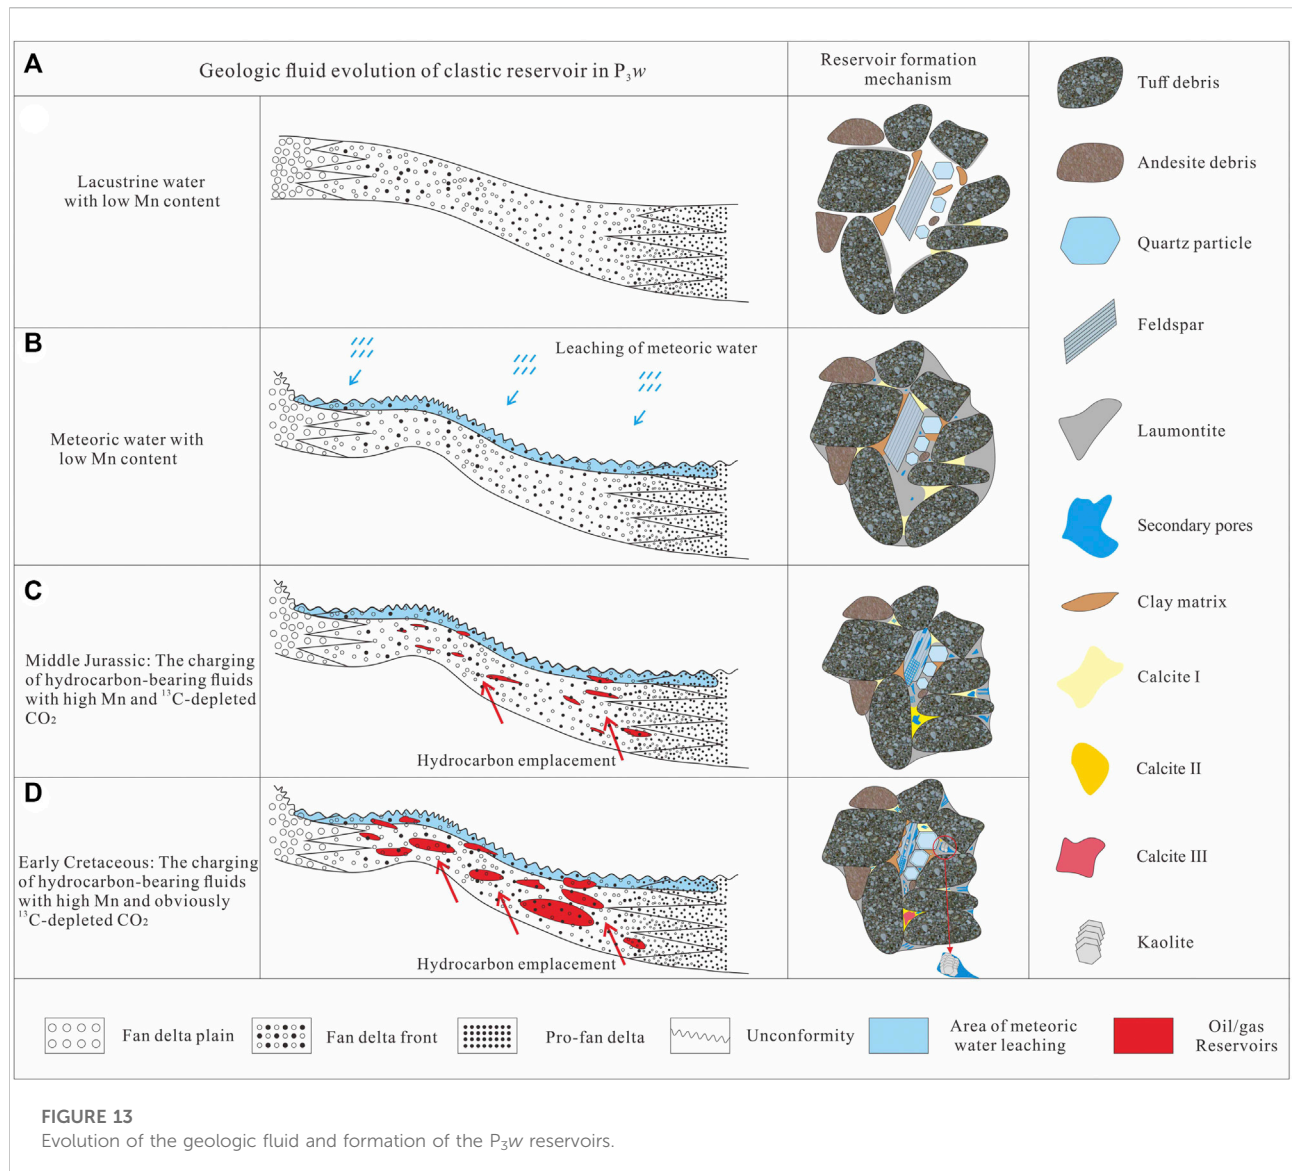 A
Geologic fluid evolution of clastic reservoir in P₃w
Reservoir formation
mechanism
Lacustrine water
with low Mn content
B
Leaching of meteoric water
Meteoric water with
low Mn content
C
Middle Jurassic: The charging
of hydrocarbon-bearing fluids
with high Mn and ¹³C-depleted
CO₂
Hydrocarbon emplacement
D
Early Cretaceous: The charging
of hydrocarbon-bearing fluids
with high Mn and obviously
¹³C-depleted CO₂
Hydrocarbon emplacement
Tuff debris
Andesite debris
Quartz particle
Feldspar
Laumontite
Secondary pores
Clay matrix
Calcite I
Calcite II
Calcite III
Kaolite
Fan delta plain
Fan delta front
Pro-fan delta
Unconformity
Area of meteoric
water leaching
Oil/gas
Reservoirs
FIGURE 13
Evolution of the geologic fluid and formation of the P₃w reservoirs.